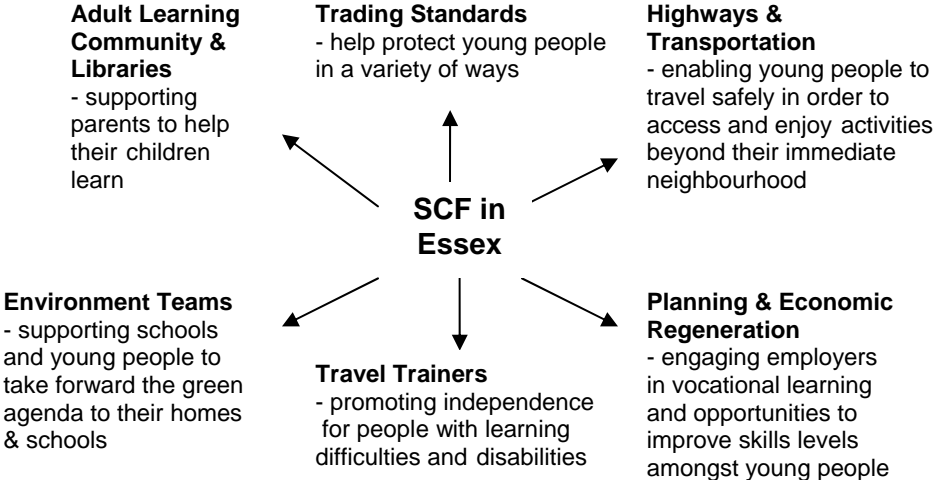 Adult Learning
Community &
Libraries
- supporting
parents to help
their children
learn
Trading Standards
- help protect young people
in a variety of ways
Highways &
Transportation
- enabling young people to
travel safely in order to
access and enjoy activities
beyond their immediate
neighbourhood
SCF in
Essex
Environment Teams
- supporting schools
and young people to
take forward the green
agenda to their homes
& schools
Travel Trainers
- promoting independence
for people with learning
difficulties and disabilities
Planning & Economic
Regeneration
- engaging employers
in vocational learning
and opportunities to
improve skills levels
amongst young people